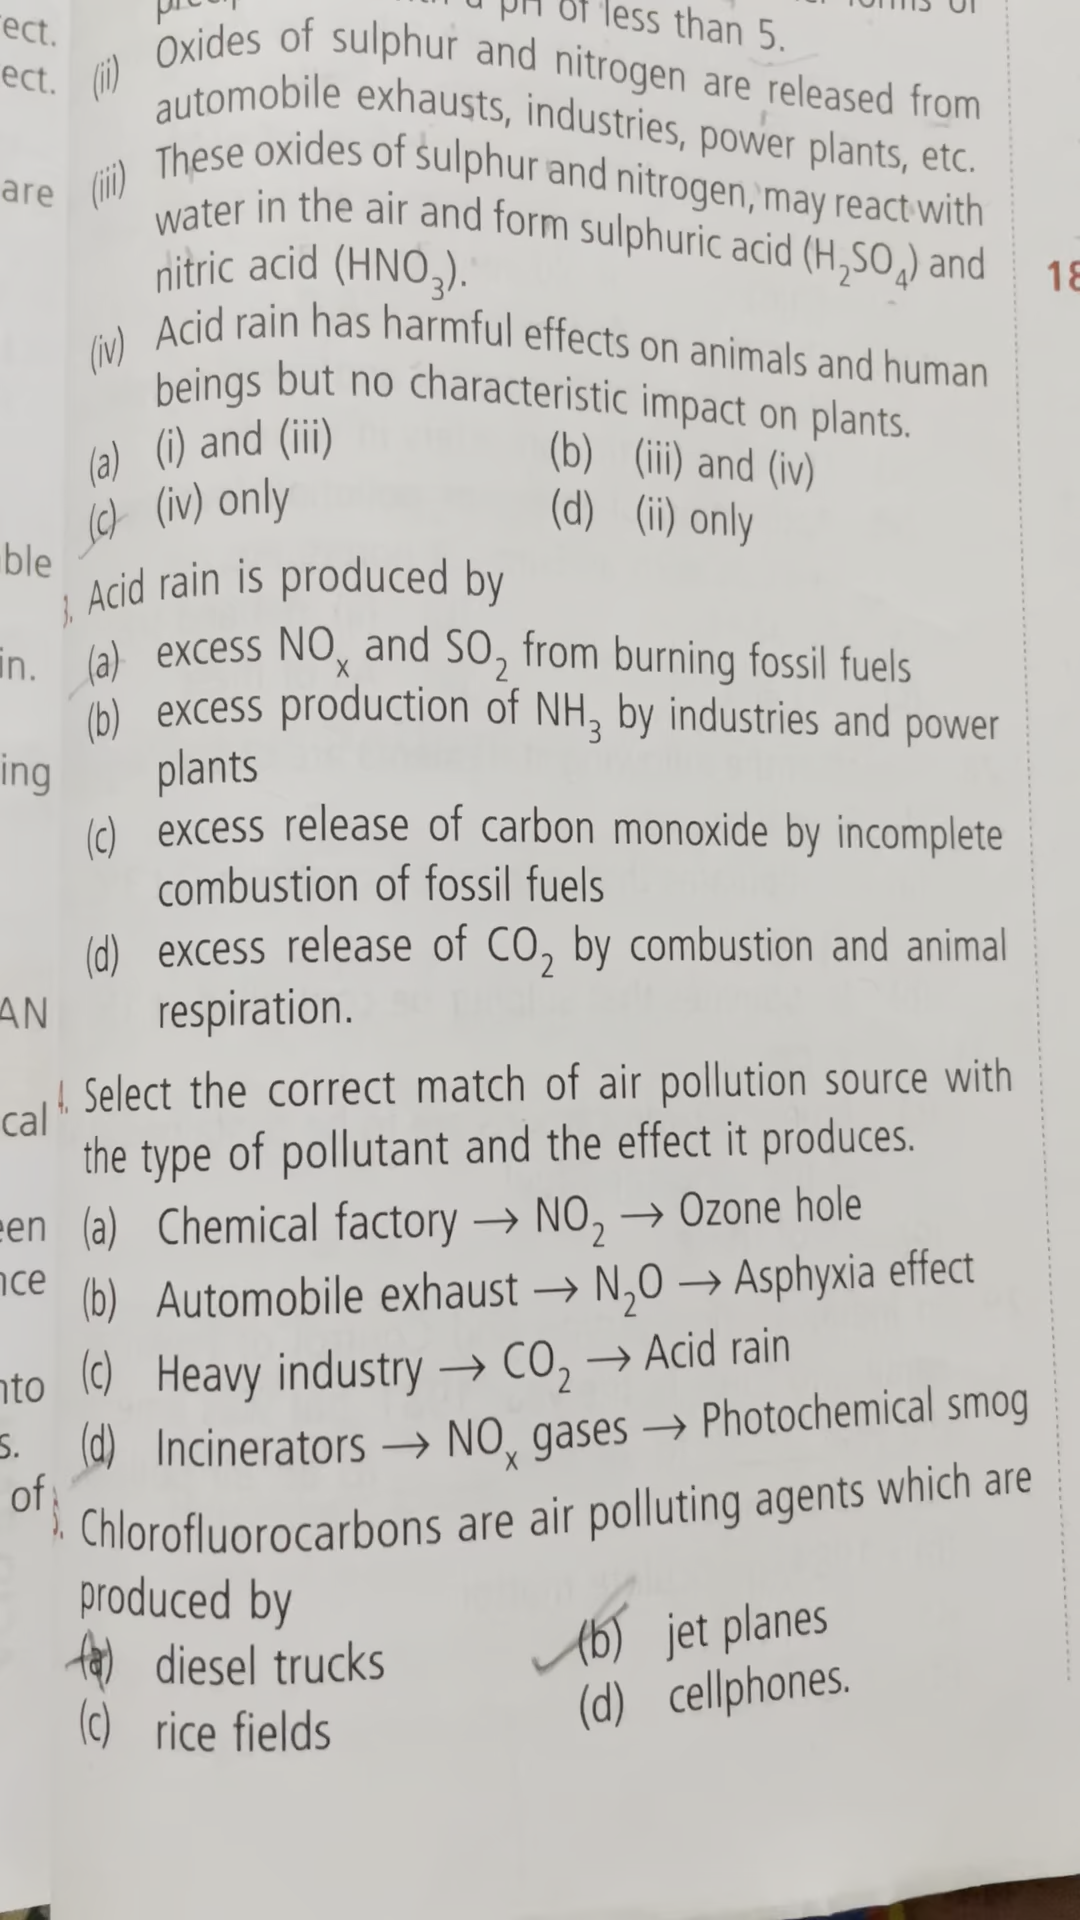 pH of less than 5.
(ii) Oxides of sulphur and nitrogen are released from
automobile exhausts, industries, power plants, etc.
(iii) These oxides of sulphur and nitrogen, may react with
water in the air and form sulphuric acid (H₂SO₄) and
nitric acid (HNO₃).
(iv) Acid rain has harmful effects on animals and human
beings but no characteristic impact on plants.
(a) (i) and (iii) (b) (iii) and (iv)
(c) (iv) only (d) (ii) only
3. Acid rain is produced by
(a) excess NOₓ and SO₂ from burning fossil fuels
(b) excess production of NH₃ by industries and power
plants
(c) excess release of carbon monoxide by incomplete
combustion of fossil fuels
(d) excess release of CO₂ by combustion and animal
respiration.
4. Select the correct match of air pollution source with
the type of pollutant and the effect it produces.
(a) Chemical factory → NO₂ → Ozone hole
(b) Automobile exhaust → N₂O → Asphyxia effect
(c) Heavy industry → CO₂ → Acid rain
(d) Incinerators → NOₓ gases → Photochemical smog
5. Chlorofluorocarbons are air polluting agents which are
produced by
(a) diesel trucks (b) jet planes
(c) rice fields (d) cellphones.
ect.
ect.
are
ble
in.
ing
AN
cal
een
nce
nto
s.
of
18